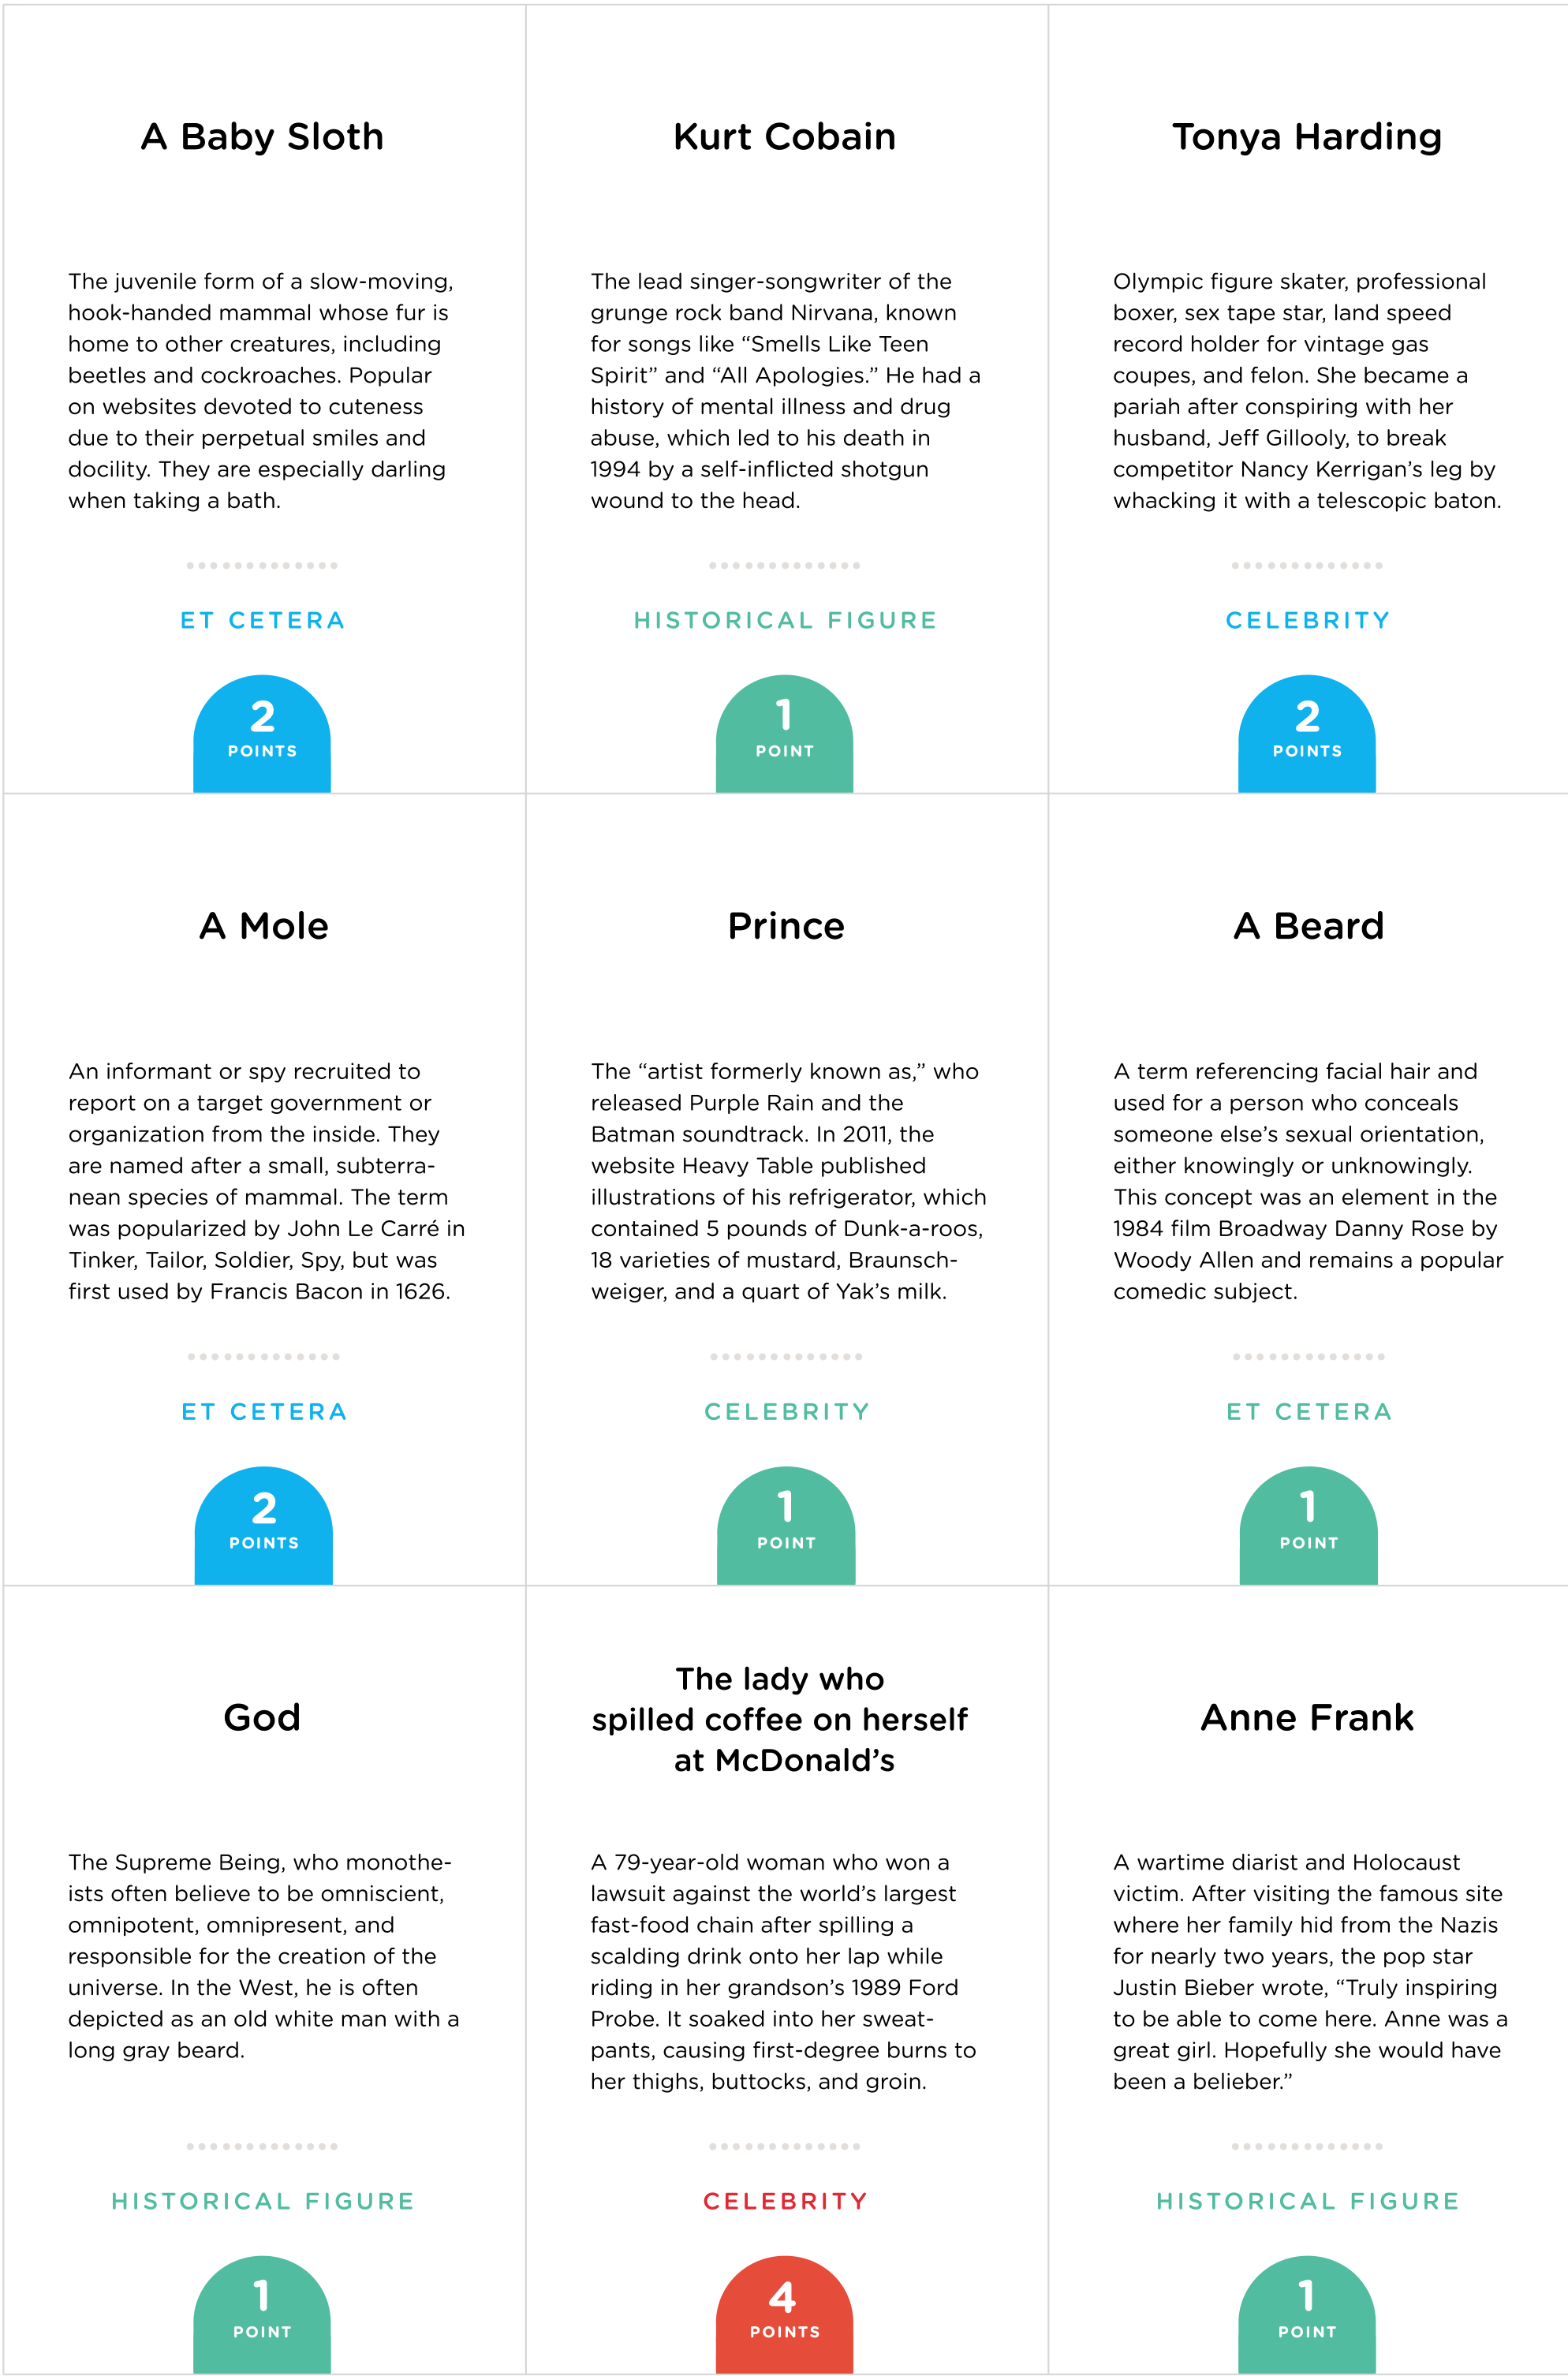 A Baby Sloth
The juvenile form of a slow-moving,
hook-handed mammal whose fur is
home to other creatures, including
beetles and cockroaches. Popular
on websites devoted to cuteness
due to their perpetual smiles and
docility. They are especially darling
when taking a bath.
ET CETERA
2
POINTS
Kurt Cobain
The lead singer-songwriter of the
grunge rock band Nirvana, known
for songs like “Smells Like Teen
Spirit” and “All Apologies.” He had a
history of mental illness and drug
abuse, which led to his death in
1994 by a self-inflicted shotgun
wound to the head.
HISTORICAL FIGURE
1
POINT
Tonya Harding
Olympic figure skater, professional
boxer, sex tape star, land speed
record holder for vintage gas
coupes, and felon. She became a
pariah after conspiring with her
husband, Jeff Gillooly, to break
competitor Nancy Kerrigan’s leg by
whacking it with a telescopic baton.
CELEBRITY
2
POINTS
A Mole
An informant or spy recruited to
report on a target government or
organization from the inside. They
are named after a small, subterra-
nean species of mammal. The term
was popularized by John Le Carré in
Tinker, Tailor, Soldier, Spy, but was
first used by Francis Bacon in 1626.
ET CETERA
2
POINTS
Prince
The “artist formerly known as,” who
released Purple Rain and the
Batman soundtrack. In 2011, the
website Heavy Table published
illustrations of his refrigerator, which
contained 5 pounds of Dunk-a-roos,
18 varieties of mustard, Braunsch-
weiger, and a quart of Yak’s milk.
CELEBRITY
1
POINT
A Beard
A term referencing facial hair and
used for a person who conceals
someone else’s sexual orientation,
either knowingly or unknowingly.
This concept was an element in the
1984 film Broadway Danny Rose by
Woody Allen and remains a popular
comedic subject.
ET CETERA
1
POINT
God
The Supreme Being, who monothe-
ists often believe to be omniscient,
omnipotent, omnipresent, and
responsible for the creation of the
universe. In the West, he is often
depicted as an old white man with a
long gray beard.
HISTORICAL FIGURE
1
POINT
The lady who
spilled coffee on herself
at McDonald’s
A 79-year-old woman who won a
lawsuit against the world’s largest
fast-food chain after spilling a
scalding drink onto her lap while
riding in her grandson’s 1989 Ford
Probe. It soaked into her sweat-
pants, causing first-degree burns to
her thighs, buttocks, and groin.
CELEBRITY
4
POINTS
Anne Frank
A wartime diarist and Holocaust
victim. After visiting the famous site
where her family hid from the Nazis
for nearly two years, the pop star
Justin Bieber wrote, “Truly inspiring
to be able to come here. Anne was a
great girl. Hopefully she would have
been a belieber.”
HISTORICAL FIGURE
1
POINT